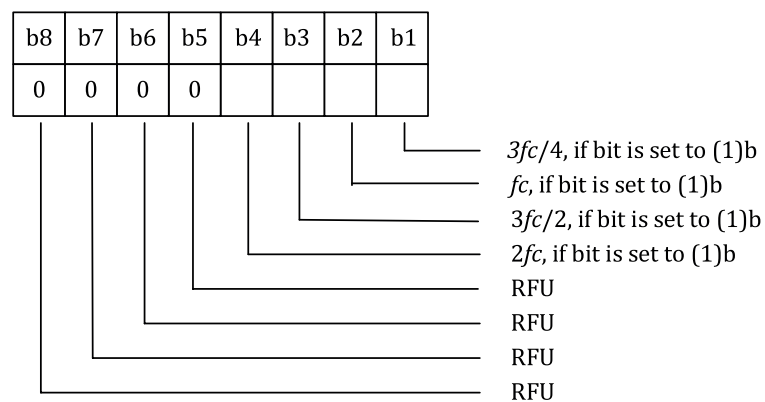 b8 b7 b6 b5 b4 b3 b2 b1
0 0 0 0
3fc/4, if bit is set to (1)b
fc, if bit is set to (1)b
3fc/2, if bit is set to (1)b
2fc, if bit is set to (1)b
RFU
RFU
RFU
RFU